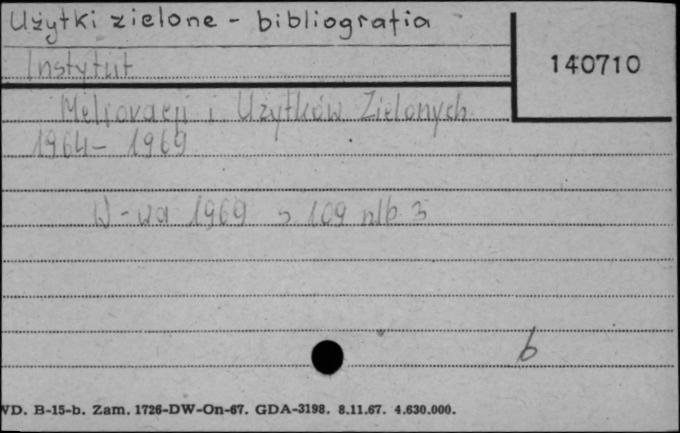 Użytki zielone - bibliografia
140710
Instytut
Melioracji i Użytków Zielonych
1964- 1969
W-wa 1969 s. 109 nlb. 3
b
VD. B-15-b. Zam. 1726-DW-On-67. GDA-3198. 8.11.67. 4.630.000.